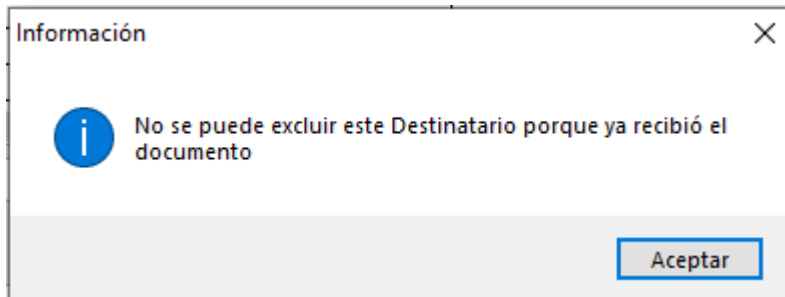 Información
No se puede excluir este Destinatario porque ya recibió el
documento
Aceptar